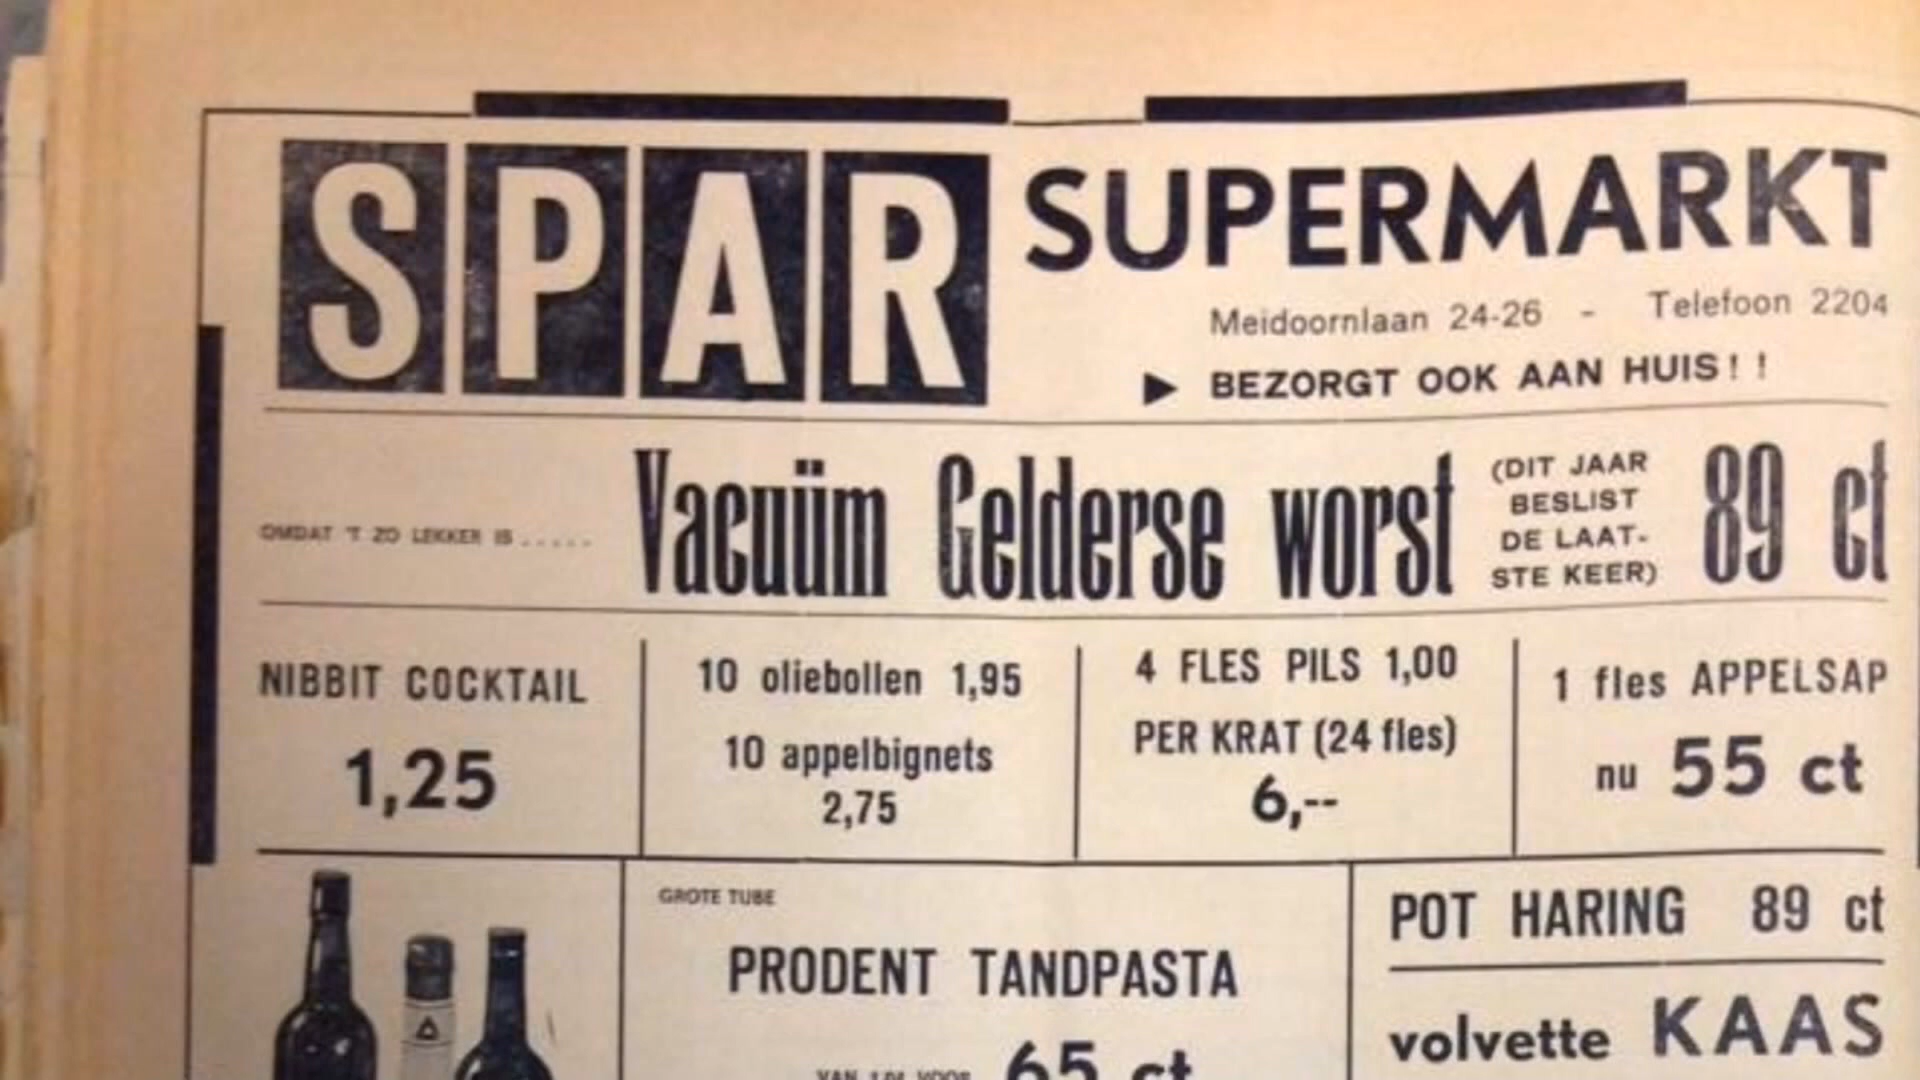 SPAR SUPERMARKT
Meidoornlaan 24-26 - Telefoon 2204
▶ BEZORGT OOK AAN HUIS!!
OMDAT 'T ZO LEKKER IS.....
Vacuüm Gelderse worst
(DIT JAAR
BESLIST
DE LAAT-
STE KEER)
89 ct
NIBBIT COCKTAIL
1,25
10 oliebollen 1,95
10 appelbignets
2,75
4 FLES PILS 1,00
PER KRAT (24 fles)
6,--
1 fles APPELSAP
nu 55 ct
GROTE TUBE
PRODENT TANDPASTA
VAN VOOR 65 ct
POT HARING 89 ct
volvette KAAS